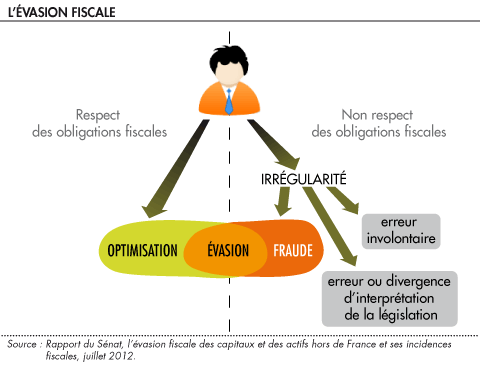 L'ÉVASION FISCALE
Respect
des obligations fiscales
Non respect
des obligations fiscales
IRRÉGULARITÉ
OPTIMISATION
ÉVASION
FRAUDE
erreur
involontaire
erreur ou divergence
d'interprétation
de la législation
Source : Rapport du Sénat, l'évasion fiscale des capitaux et des actifs hors de France et ses incidences
fiscales, juillet 2012.